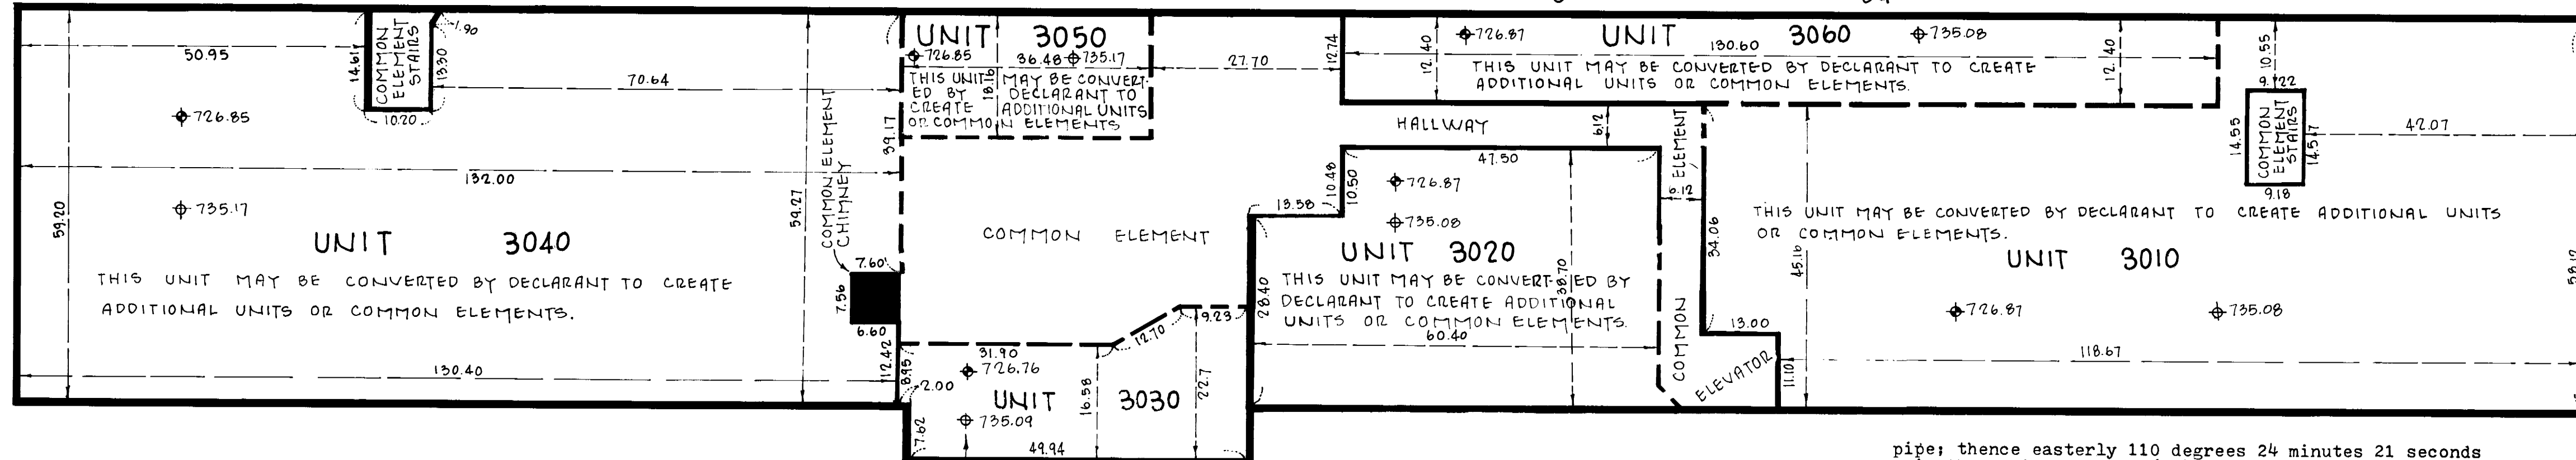 50.95
14.61
COMMON
ELEMENT
STAIRS
1.90
13.30
70.64
10.20
726.85
132.00
735.17
59.20
59.27
UNIT 3040
THIS UNIT MAY BE CONVERTED BY DECLARANT TO CREATE
ADDITIONAL UNITS OR COMMON ELEMENTS.
130.40
COMMON ELEMENT
CHIMNEY
7.60'
7.56
6.60
12.42
39.17
UNIT 3050
726.85
36.48
735.17
18.16
THIS UNIT MAY BE CONVERT-
ED BY DECLARANT TO
CREATE ADDITIONAL UNITS
OR COMMON ELEMENTS
27.70
12.74
COMMON ELEMENT
13.58
10.48
10.50
28.40
9.23
12.70
31.90
8.95
2.00
726.76
UNIT 3030
16.58
22.7
735.09
7.62
49.94
12.40
726.87
UNIT 3060
735.08
130.60
12.40
THIS UNIT MAY BE CONVERTED BY DECLARANT TO CREATE
ADDITIONAL UNITS OR COMMON ELEMENTS.
HALLWAY
6.12
47.50
726.87
735.08
UNIT 3020
38.70
THIS UNIT MAY BE CONVERT-ED BY
DECLARANT TO CREATE ADDITIONAL
UNITS OR COMMON ELEMENTS.
60.40
COMMON ELEMENT
6.12
34.06
13.00
ELEVATOR
11.10
45.16
10.55
9.22
14.55
COMMON
ELEMENT
STAIRS
14.57
9.18
42.07
THIS UNIT MAY BE CONVERTED BY DECLARANT TO CREATE ADDITIONAL UNITS
OR COMMON ELEMENTS.
UNIT 3010
726.87
735.08
118.67
pipe; thence easterly 110 degrees 24 minutes 21 seconds